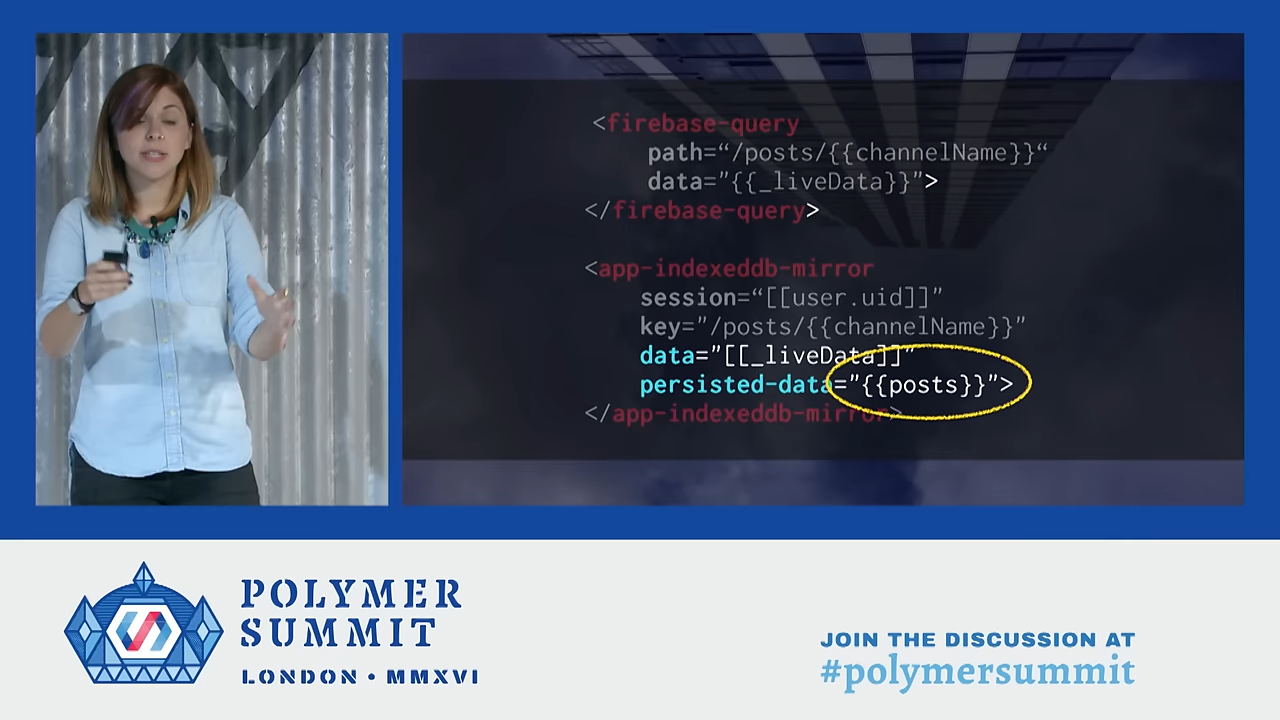 <firebase-query
path=“/posts/{{channelName}}“
data=”{{_liveData}}”>
</firebase-query>
<app-indexeddb-mirror
session=“[[user.uid]]”
key=”/posts/{{channelName}}”
data=”[[_liveData]]”
persisted-data=”{{posts}}”>
</app-indexeddb-mirror>
POLYMER
SUMMIT
LONDON • MMXVI
JOIN THE DISCUSSION AT
#polymersummit